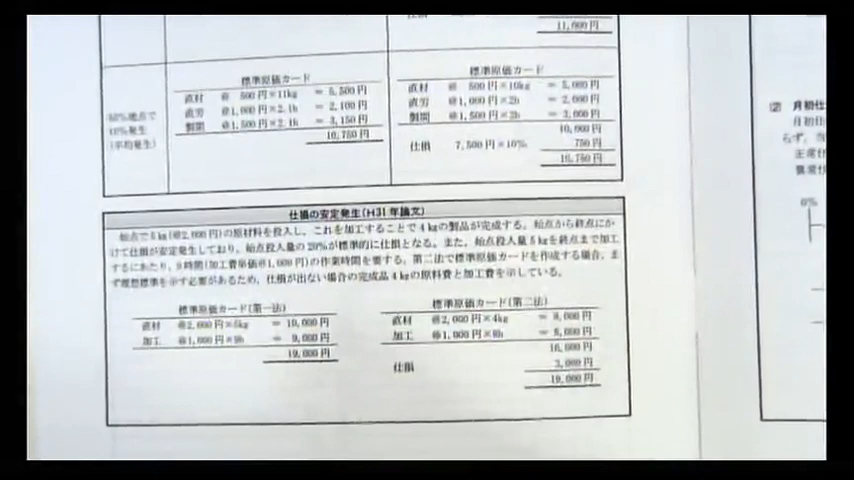 11,000円
標準原価カード
直材 @ 500円×11kg = 5,500円
直労 @1,000円×2.1h = 2,100円
製間 @1,500円×2.1h = 3,150円
10,750円
50%地点で
10%発生
(平均発生)
標準原価カード
直材 @ 500円×10kg = 5,000円
直労 @1,000円×2h = 2,000円
製間 @1,500円×2h = 3,000円
10,000円
仕損 7,500円×10% 750円
10,750円
仕損の安定発生(H31年論文)
始点で5kg(@2,000円)の原材料を投入し、これを加工することで4kgの製品が完成する。始点から終点にか
けて仕損が安定発生しており、始点投入量の20%が標準的に仕損となる。また、始点投入量5kgを終点まで加工
するにあたり、9時間(加工費単価@1,000円)の作業時間を要する。第二法で標準原価カードを作成する場合、ま
ず理想標準を示す必要があるため、仕損が出ない場合の完成品4kgの原料費と加工費を示している。
標準原価カード(第一法)
直材 @2,000円×5kg = 10,000円
加工 @1,000円×9h = 9,000円
19,000円
標準原価カード(第二法)
直材 @2,000円×4kg = 8,000円
加工 @1,000円×8h = 8,000円
16,000円
仕損 3,000円
19,000円
(2) 月初仕
月初仕
らず、当
正常仕
異常仕
0%